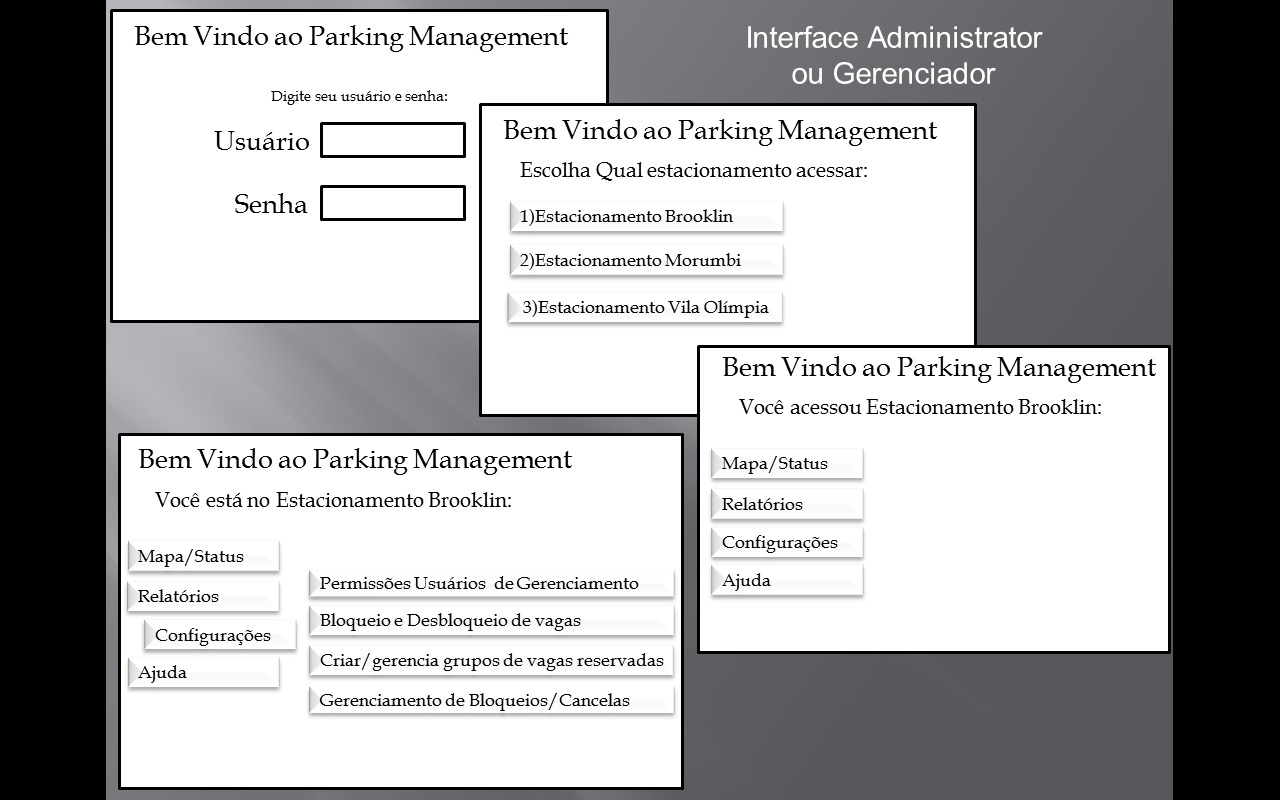 Bem Vindo ao Parking Management
Digite seu usuário e senha:
Usuário
Senha
Interface Administrator
ou Gerenciador
Bem Vindo ao Parking Management
Escolha Qual estacionamento acessar:
1)Estacionamento Brooklin
2)Estacionamento Morumbi
3)Estacionamento Vila Olímpia
Bem Vindo ao Parking Management
Você acessou Estacionamento Brooklin:
Mapa/Status
Relatórios
Configurações
Ajuda
Bem Vindo ao Parking Management
Você está no Estacionamento Brooklin:
Mapa/Status
Relatórios
Configurações
Ajuda
Permissões Usuários de Gerenciamento
Bloqueio e Desbloqueio de vagas
Criar/gerencia grupos de vagas reservadas
Gerenciamento de Bloqueios/Cancelas